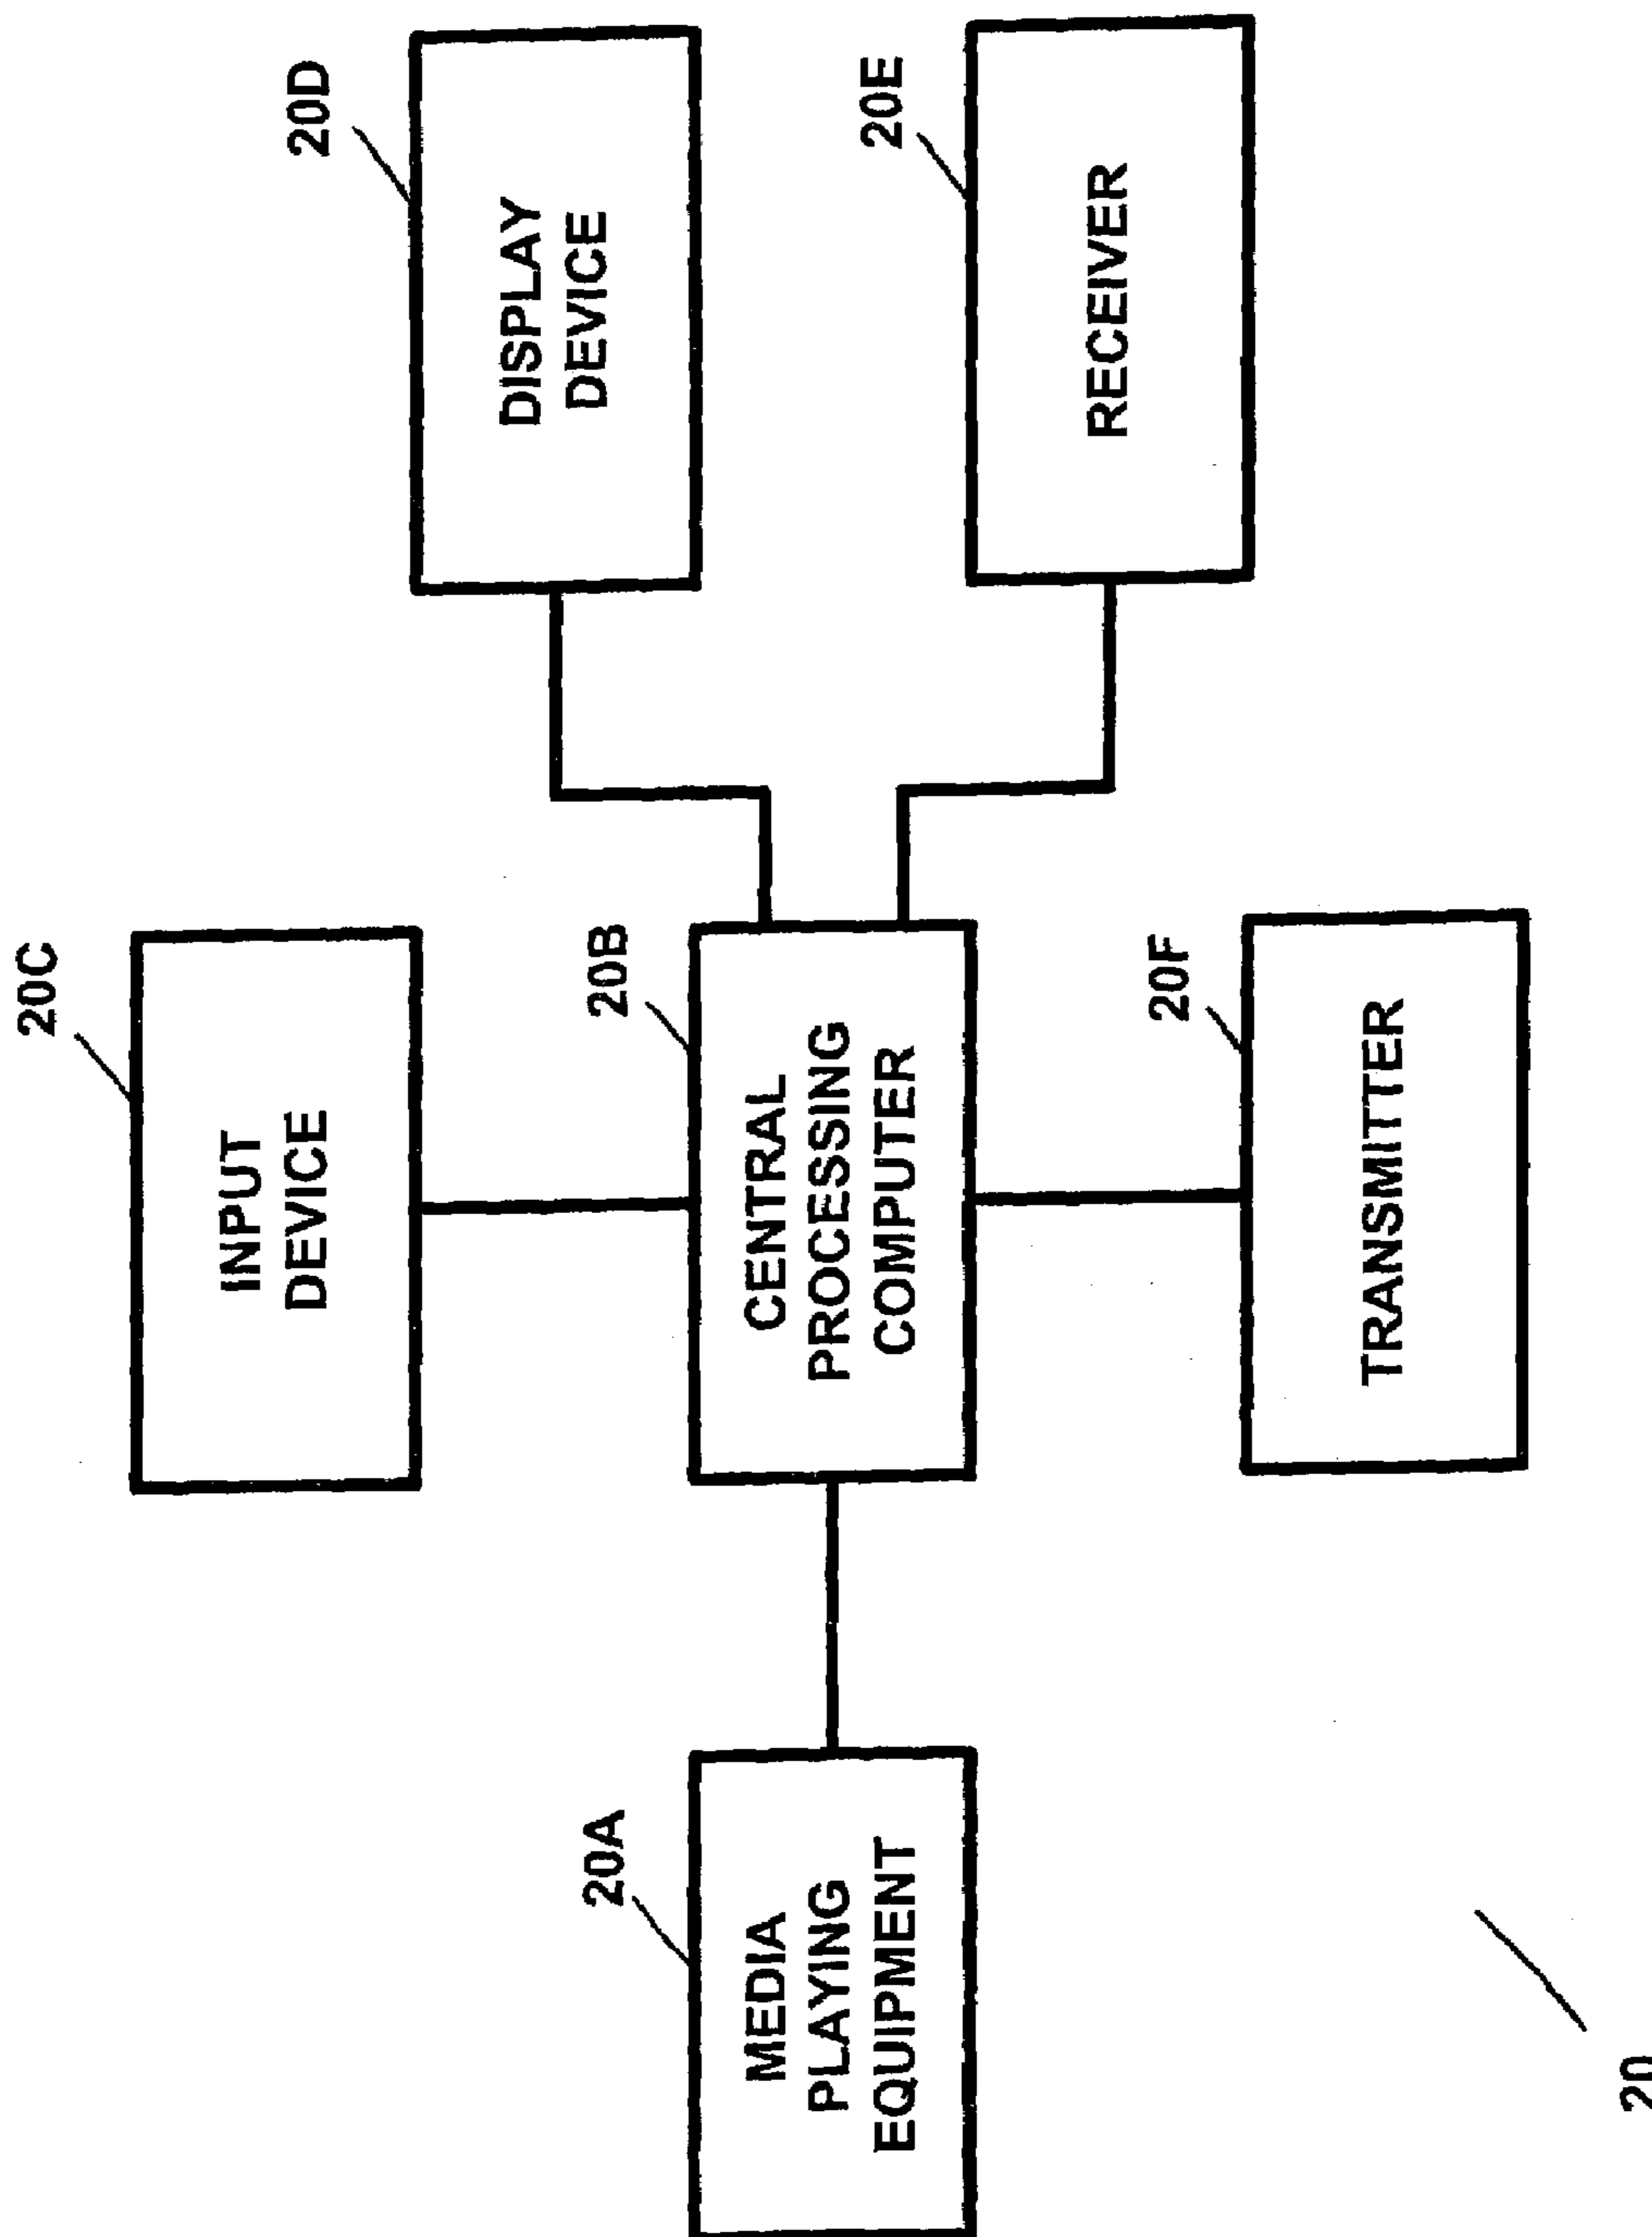 20C
INPUT
DEVICE
20D
DISPLAY
DEVICE
20A
MEDIA
PLAYING
EQUIPMENT
20B
CENTRAL
PROCESSING
COMPUTER
20E
RECEIVER
20F
TRANSMITTER
20